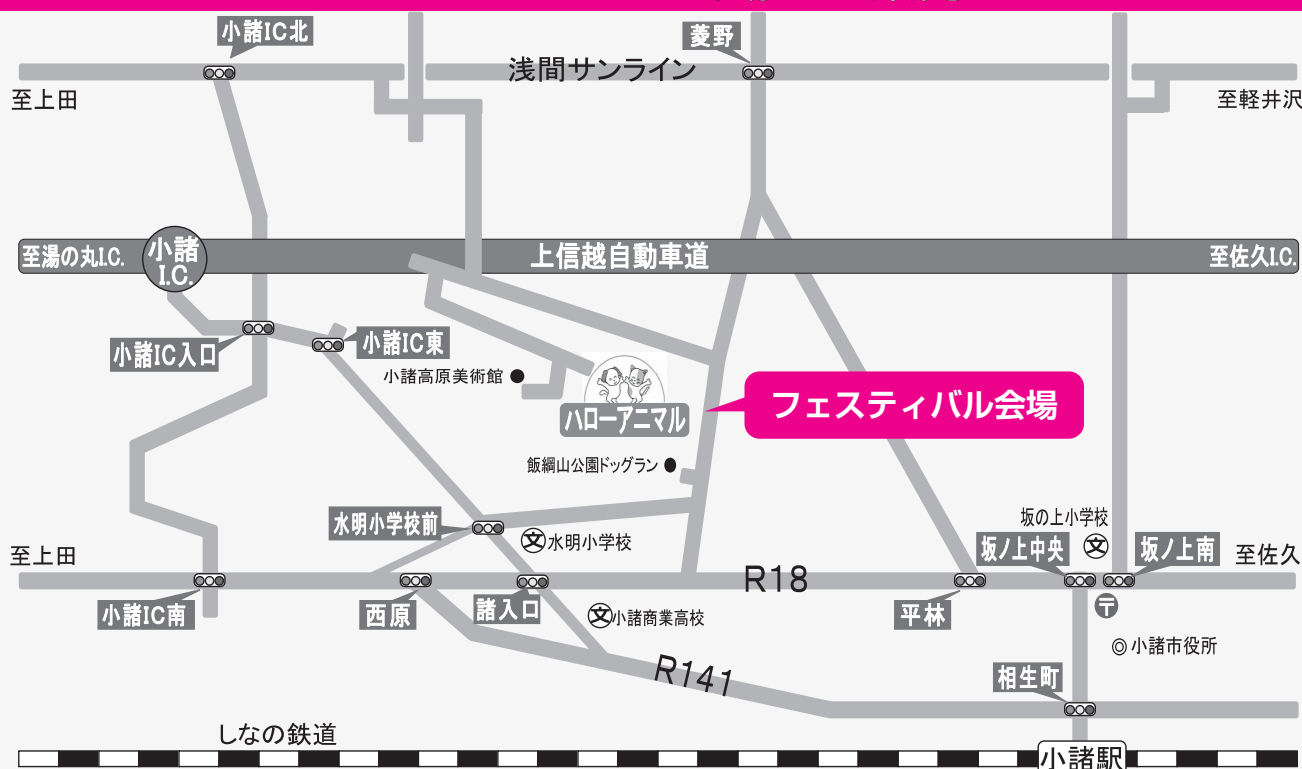 小諸IC北
菱野
浅間サンライン
至上田
至軽井沢
至湯の丸I.C.
小諸
I.C.
上信越自動車道
至佐久I.C.
小諸IC入口
小諸IC東
小諸高原美術館
ハローアニマル
フェスティバル会場
飯綱山公園ドッグラン
水明小学校前
文
水明小学校
坂の上小学校
坂ノ上中央
文
坂ノ上南
至上田
至佐久
R18
小諸IC南
西原
諸入口
文
小諸商業高校
平林
〒
◎小諸市役所
R141
相生町
しなの鉄道
小諸駅